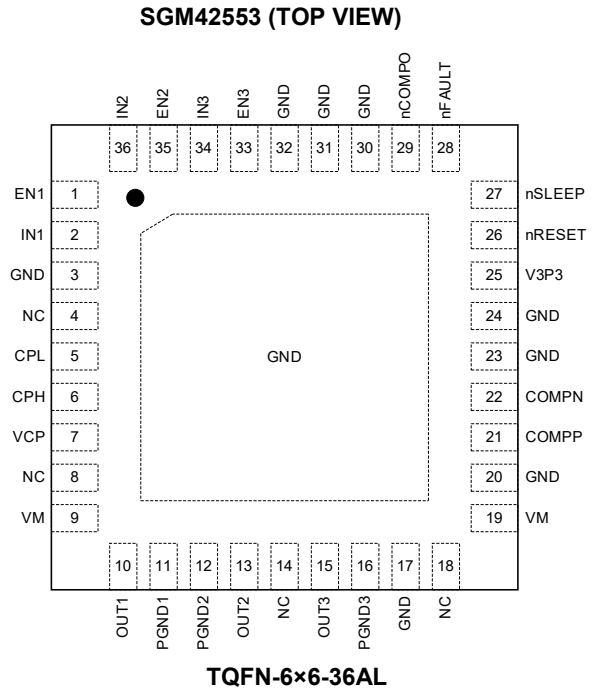 SGM42553 (TOP VIEW)
IN2 EN2 IN3 EN3 GND GND GND nCOMPO nFAULT
36 35 34 33 32 31 30 29 28
EN1 1 27 nSLEEP
IN1 2 26 nRESET
GND 3 25 V3P3
NC 4 24 GND
CPL 5 GND 23 GND
CPH 6 22 COMPN
VCP 7 21 COMPP
NC 8 20 GND
VM 9 19 VM
10 11 12 13 14 15 16 17 18
OUT1 PGND1 PGND2 OUT2 NC OUT3 PGND3 GND NC
TQFN-6×6-36AL